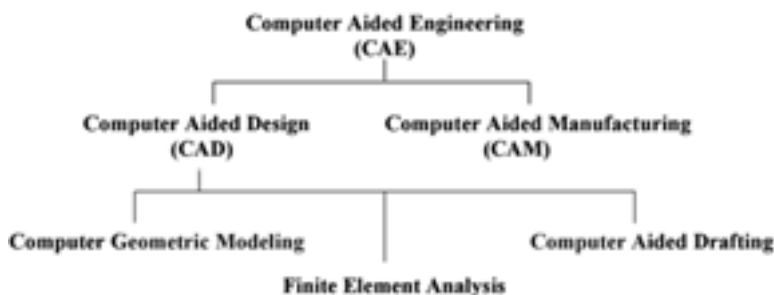 Computer Aided Engineering
(CAE)
Computer Aided Design
(CAD)
Computer Aided Manufacturing
(CAM)
Computer Geometric Modeling
Finite Element Analysis
Computer Aided Drafting